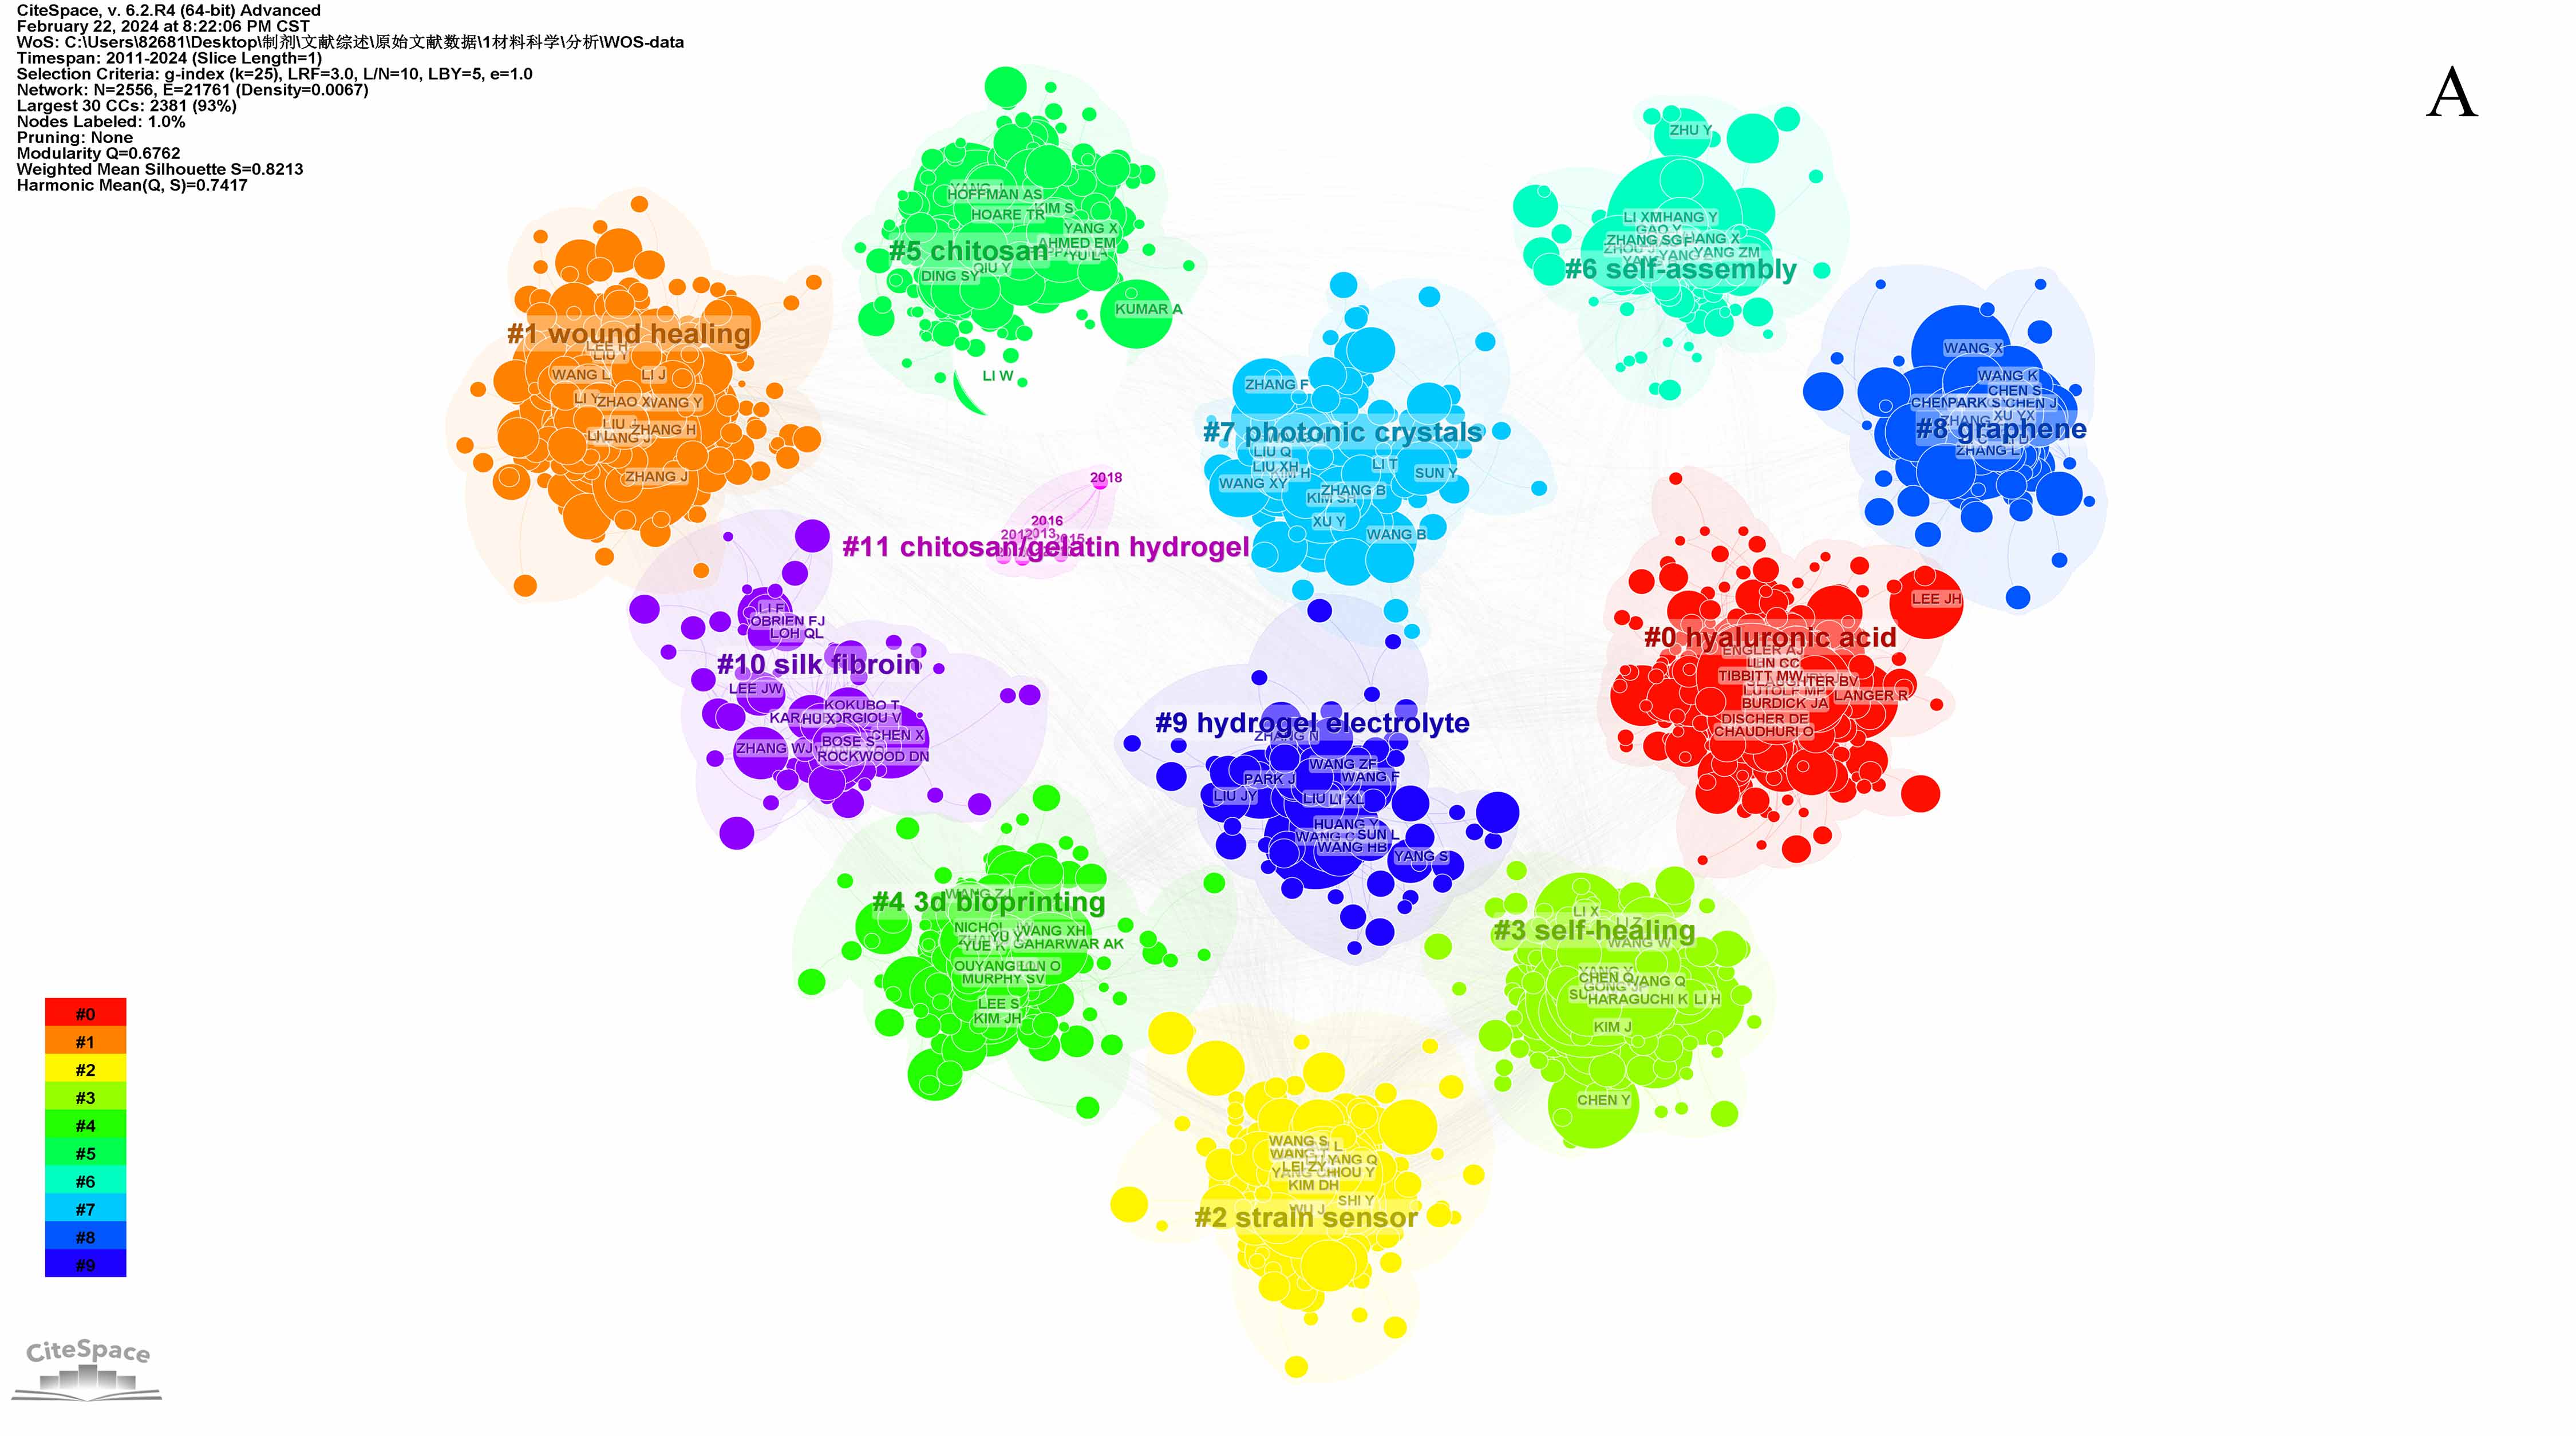 CiteSpace, v. 6.2.R4 (64-bit) Advanced
February 22, 2024 at 8:22:06 PM CST
WoS: C:\Users\82681\Desktop\制剂\文献综述\原始文献数据\1材料科学\分析\WOS-data
Timespan: 2011-2024 (Slice Length=1)
Selection Criteria: g-index (k=25), LRF=3.0, L/N=10, LBY=5, e=1.0
Network: N=2556, E=21761 (Density=0.0067)
Largest 30 CCs: 2381 (93%)
Nodes Labeled: 1.0%
Pruning: None
Modularity Q=0.6762
Weighted Mean Silhouette S=0.8213
Harmonic Mean(Q, S)=0.7417
A
HOFFMAN AS
KIM S
HOARE TR
YANG X
AHMED EM
#5 chitosan
YU L
QIU Y
DING SY
KUMAR A
LI W
ZHU Y
LI XM
HANG Y
GAO Y
ZHANG SG
YANG X
YANG ZM
#6 self-assembly
#1 wound healing
LEE H
LIU Y
WANG L
LI J
LI Y
ZHAO X
WANG Y
LIU J
ZHANG H
LI L
ZHANG J
ZHANG F
#7 photonic crystals
LIU Q
LIU XH
LI T
SUN Y
WANG XY
ZHANG B
KIM SH
XU Y
WANG B
WANG X
WANG K
CHEN S
PARK S
CHEN J
XU YX
#8 graphene
ZHANG LI
2018
2016
2013
2015
#11 chitosan/gelatin hydrogel
LI F
OBRIEN FJ
LOH QL
#10 silk fibroin
LEE JW
KOKUBO T
HU X
CHEN X
BOSE S
ZHANG WJ
ROCKWOOD DN
LEE JH
#0 hyaluronic acid
ENGLER AJ
LIN CC
TIBBITT MW
SLAUGHTER BV
LUTOLF MP
LANGER R
BURDICK JA
DISCHER DE
CHAUDHURI O
#9 hydrogel electrolyte
ZHANG N
WANG ZF
PARK J
WANG F
LIU JY
LI XL
HUANG Y
SUN L
WANG HB
YANG S
WANG ZJ
#4 3d bioprinting
YU Y
WANG XH
YUE K
GAHARWAR AK
OUYANG L
MURPHY SV
LEE S
KIM JH
LI X
LI Z
#3 self-healing
WANG W
YANG X
CHEN Q
HARAGUCHI K
LI H
KIM J
CHEN Y
WANG S
LEI ZY
YANG Q
KIM DH
SHI Y
WU J
#2 strain sensor
#0
#1
#2
#3
#4
#5
#6
#7
#8
#9
CiteSpace